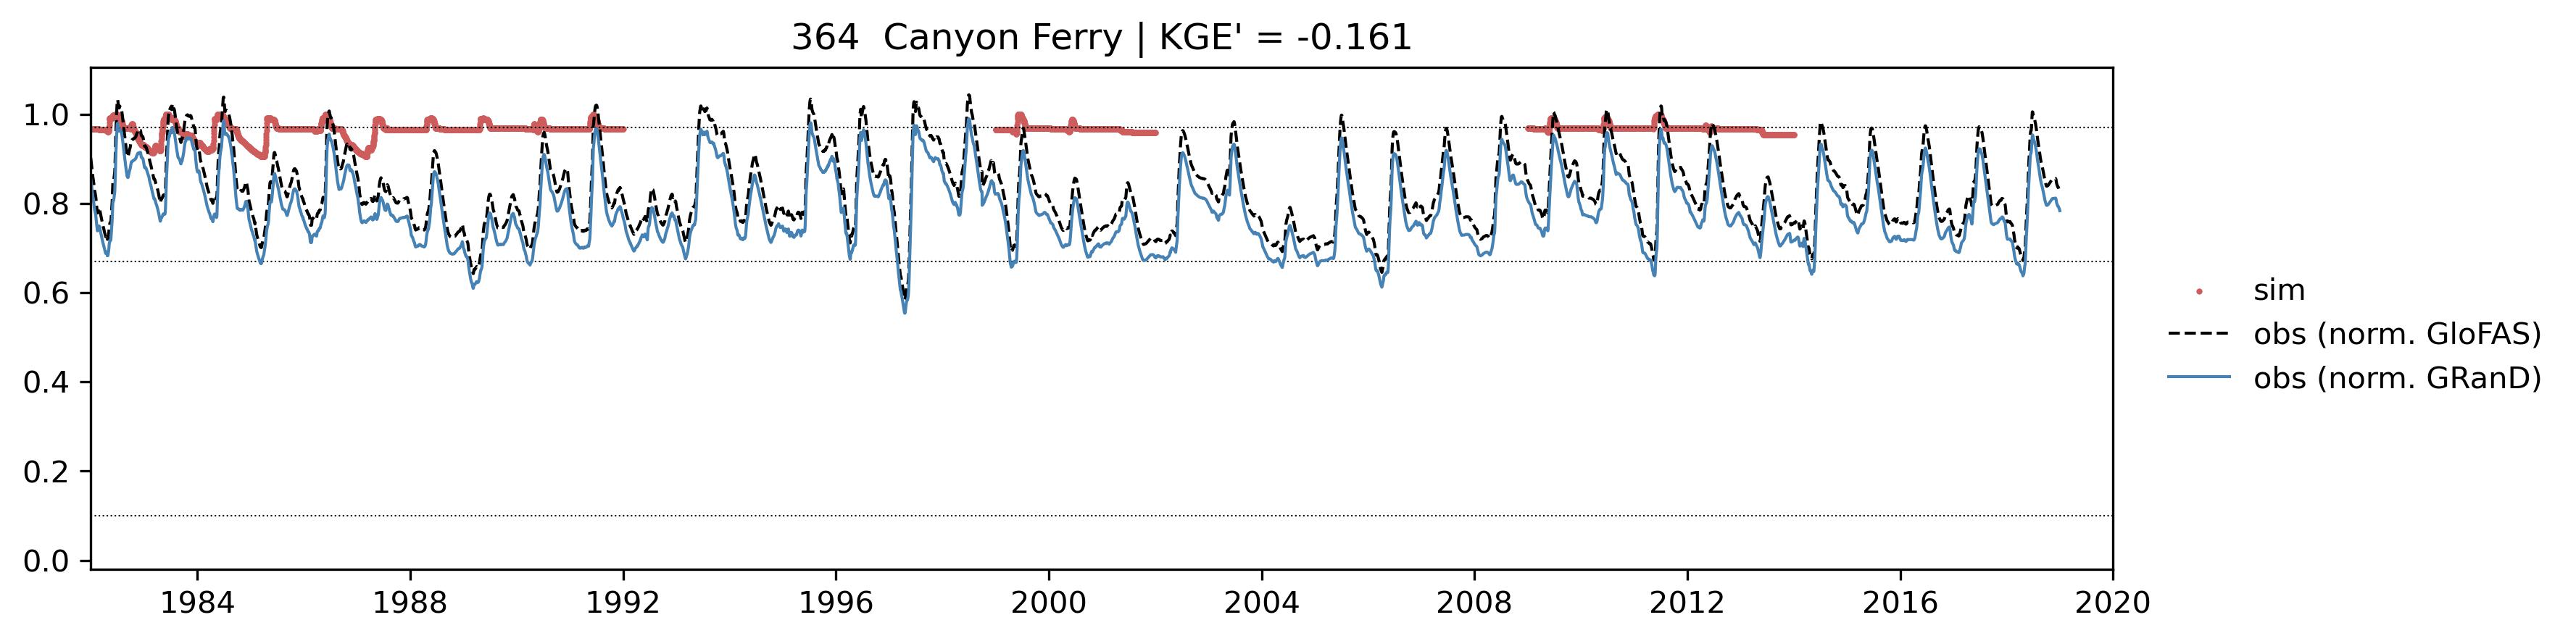 364  Canyon Ferry | KGE' = -0.161
1.0
0.8
0.6
0.4
0.2
0.0
1984 1988 1992 1996 2000 2004 2008 2012 2016 2020
sim
obs (norm. GloFAS)
obs (norm. GRanD)